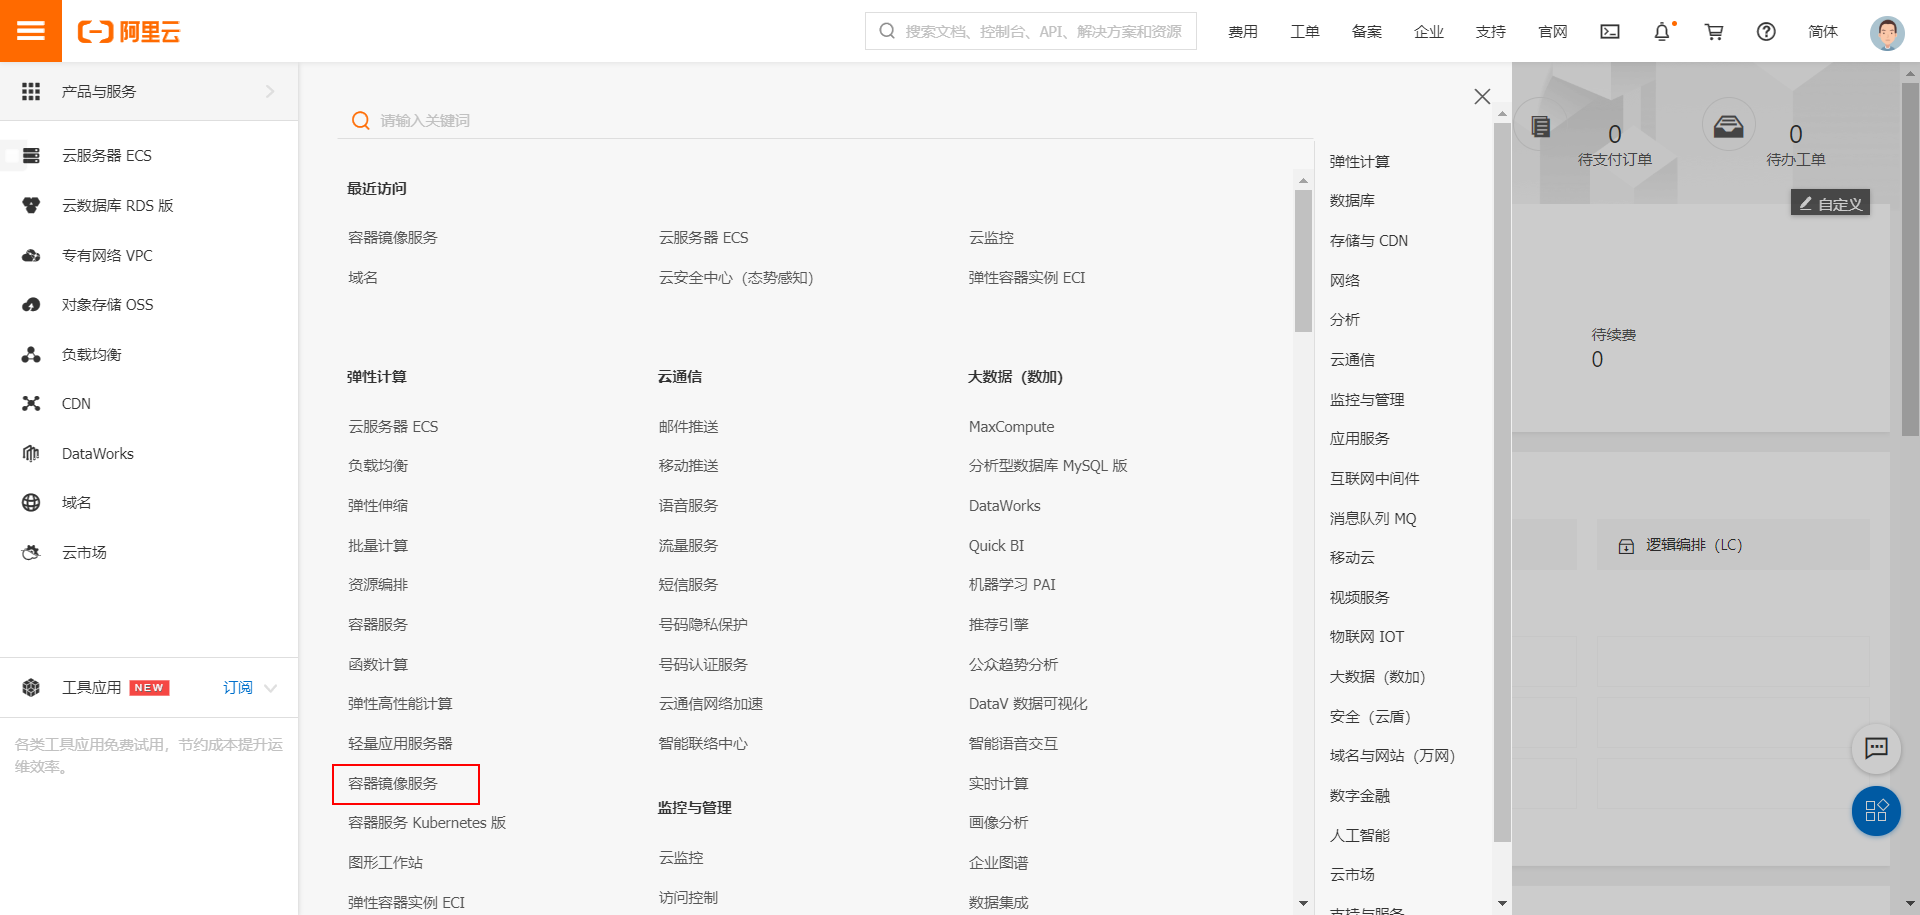 阿里云
搜索文档、控制台、API、解决方案和资源
费用
工单
备案
企业
支持
官网
简体
产品与服务
云服务器 ECS
云数据库 RDS 版
专有网络 VPC
对象存储 OSS
负载均衡
CDN
DataWorks
域名
云市场
工具应用 NEW 订阅
各类工具应用免费试用，节约成本提升运
维效率。
请输入关键词
最近访问
容器镜像服务
云服务器 ECS
云监控
域名
云安全中心（态势感知）
弹性容器实例 ECI
弹性计算
云服务器 ECS
负载均衡
弹性伸缩
批量计算
资源编排
容器服务
函数计算
弹性高性能计算
轻量应用服务器
容器镜像服务
容器服务 Kubernetes 版
图形工作站
弹性容器实例 ECI
云通信
邮件推送
移动推送
语音服务
流量服务
短信服务
号码隐私保护
号码认证服务
云通信网络加速
智能联络中心
监控与管理
云监控
访问控制
大数据（数加）
MaxCompute
分析型数据库 MySQL 版
DataWorks
Quick BI
机器学习 PAI
推荐引擎
公众趋势分析
DataV 数据可视化
智能语音交互
实时计算
画像分析
企业图谱
数据集成
弹性计算
数据库
存储与 CDN
网络
分析
云通信
监控与管理
应用服务
互联网中间件
消息队列 MQ
移动云
视频服务
物联网 IOT
大数据（数加）
安全（云盾）
域名与网站（万网）
数字金融
人工智能
云市场
支持与服务
0
待支付订单
0
待办工单
自定义
待续费
0
逻辑编排（LC）